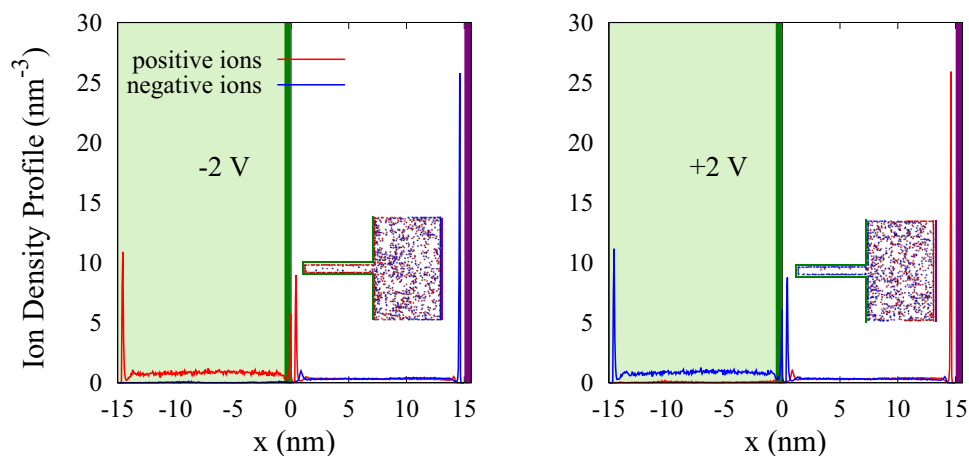 Ion Density Profile (nm⁻³)
30
25
20
15
10
5
0
positive ions
negative ions
-2 V
-15 -10 -5 0 5 10 15
x (nm)
30
25
20
15
10
5
0
+2 V
-15 -10 -5 0 5 10 15
x (nm)